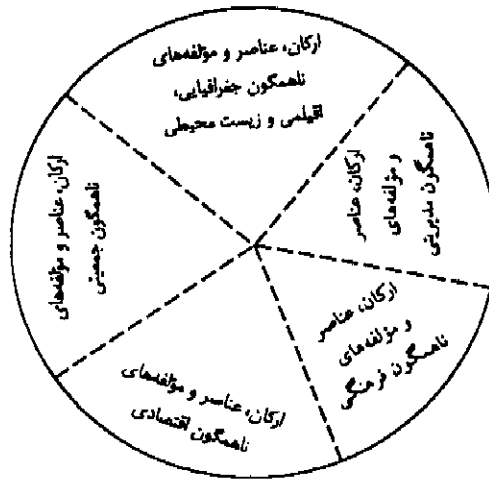 ارکان، عناصر و مؤلفه‌های
ناهمگون جغرافیایی،
اقلیمی و زیست محیطی
ارکان، عناصر
و مؤلفه‌های
ناهمگون مدیریتی
ارکان، عناصر
و مؤلفه‌های
ناهمگون فرهنگی
ارکان، عناصر و مؤلفه‌های
ناهمگون اقتصادی
ارکان، عناصر و مؤلفه‌های
ناهمگون جمعیتی